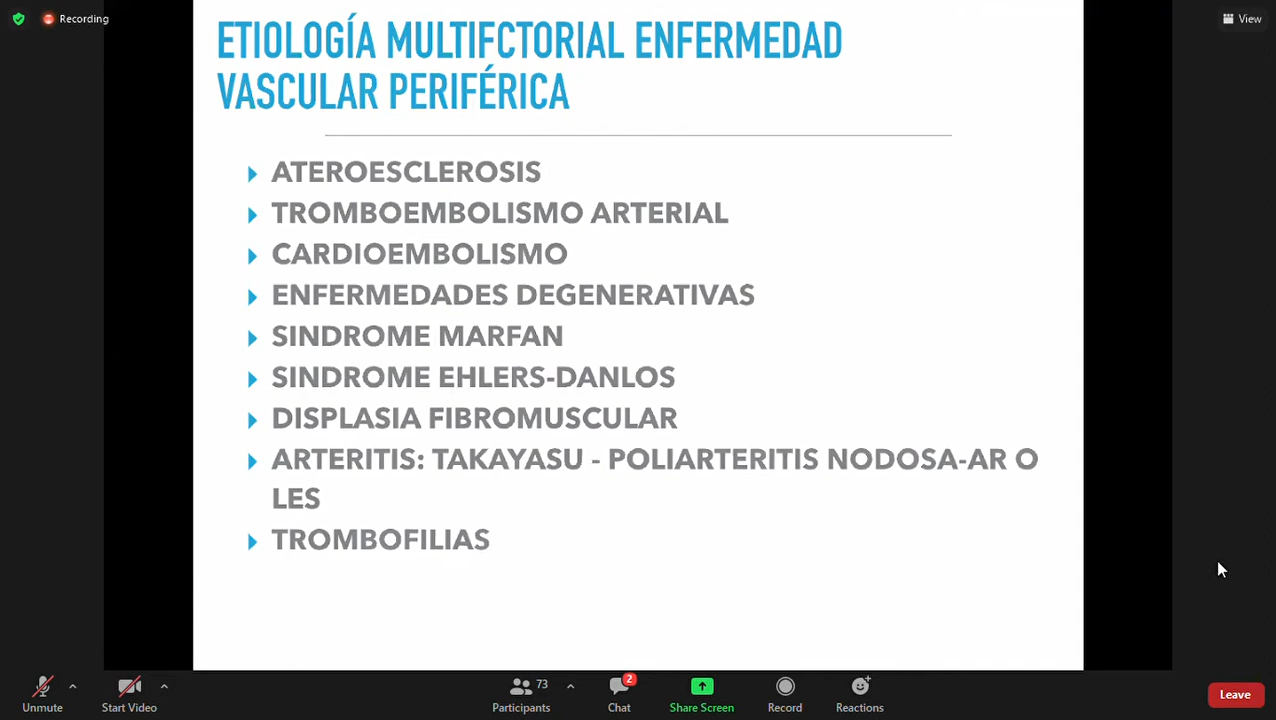 Recording
View
ETIOLOGÍA MULTIFCTORIAL ENFERMEDAD
VASCULAR PERIFÉRICA
ATEROESCLEROSIS
TROMBOEMBOLISMO ARTERIAL
CARDIOEMBOLISMO
ENFERMEDADES DEGENERATIVAS
SINDROME MARFAN
SINDROME EHLERS-DANLOS
DISPLASIA FIBROMUSCULAR
ARTERITIS: TAKAYASU - POLIARTERITIS NODOSA-AR O
LES
TROMBOFILIAS
73
2
Unmute
Start Video
Participants
Chat
Share Screen
Record
Reactions
Leave